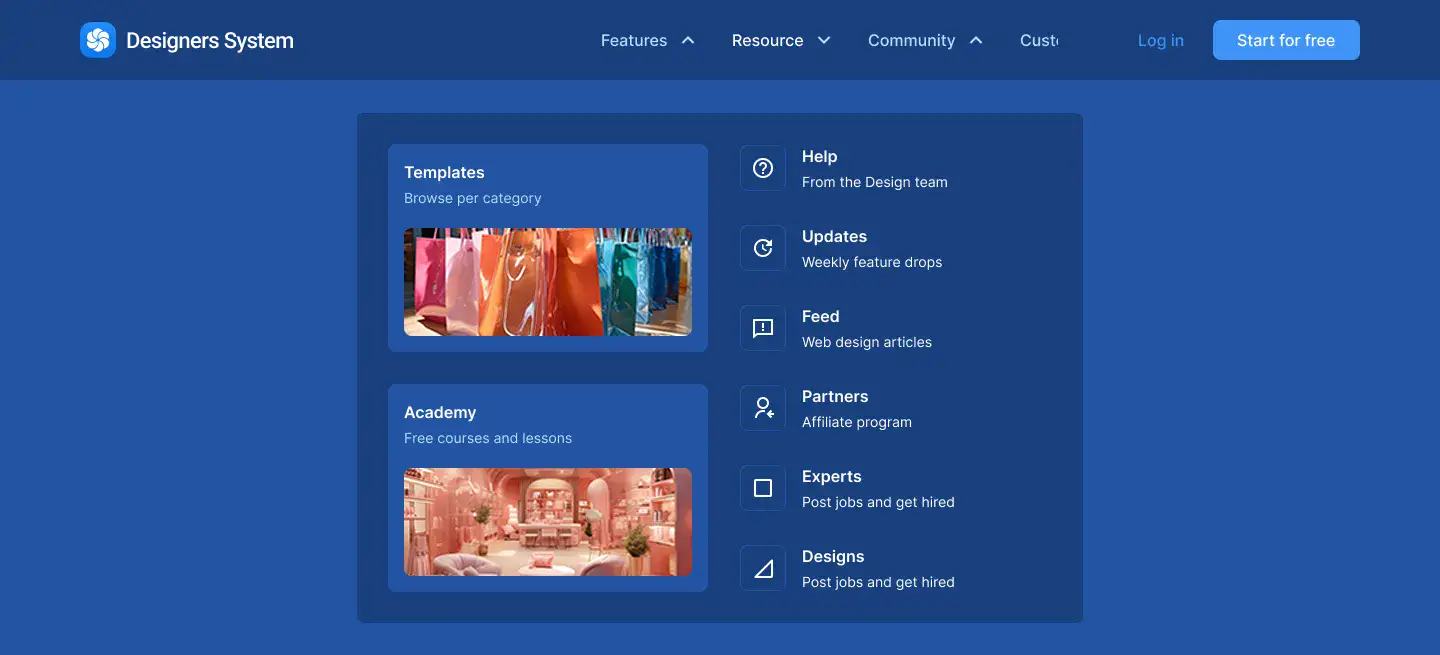 Designers System
Features
Resource
Community
Custo
Log in
Start for free
Templates
Browse per category
Academy
Free courses and lessons
Help
From the Design team
Updates
Weekly feature drops
Feed
Web design articles
Partners
Affiliate program
Experts
Post jobs and get hired
Designs
Post jobs and get hired